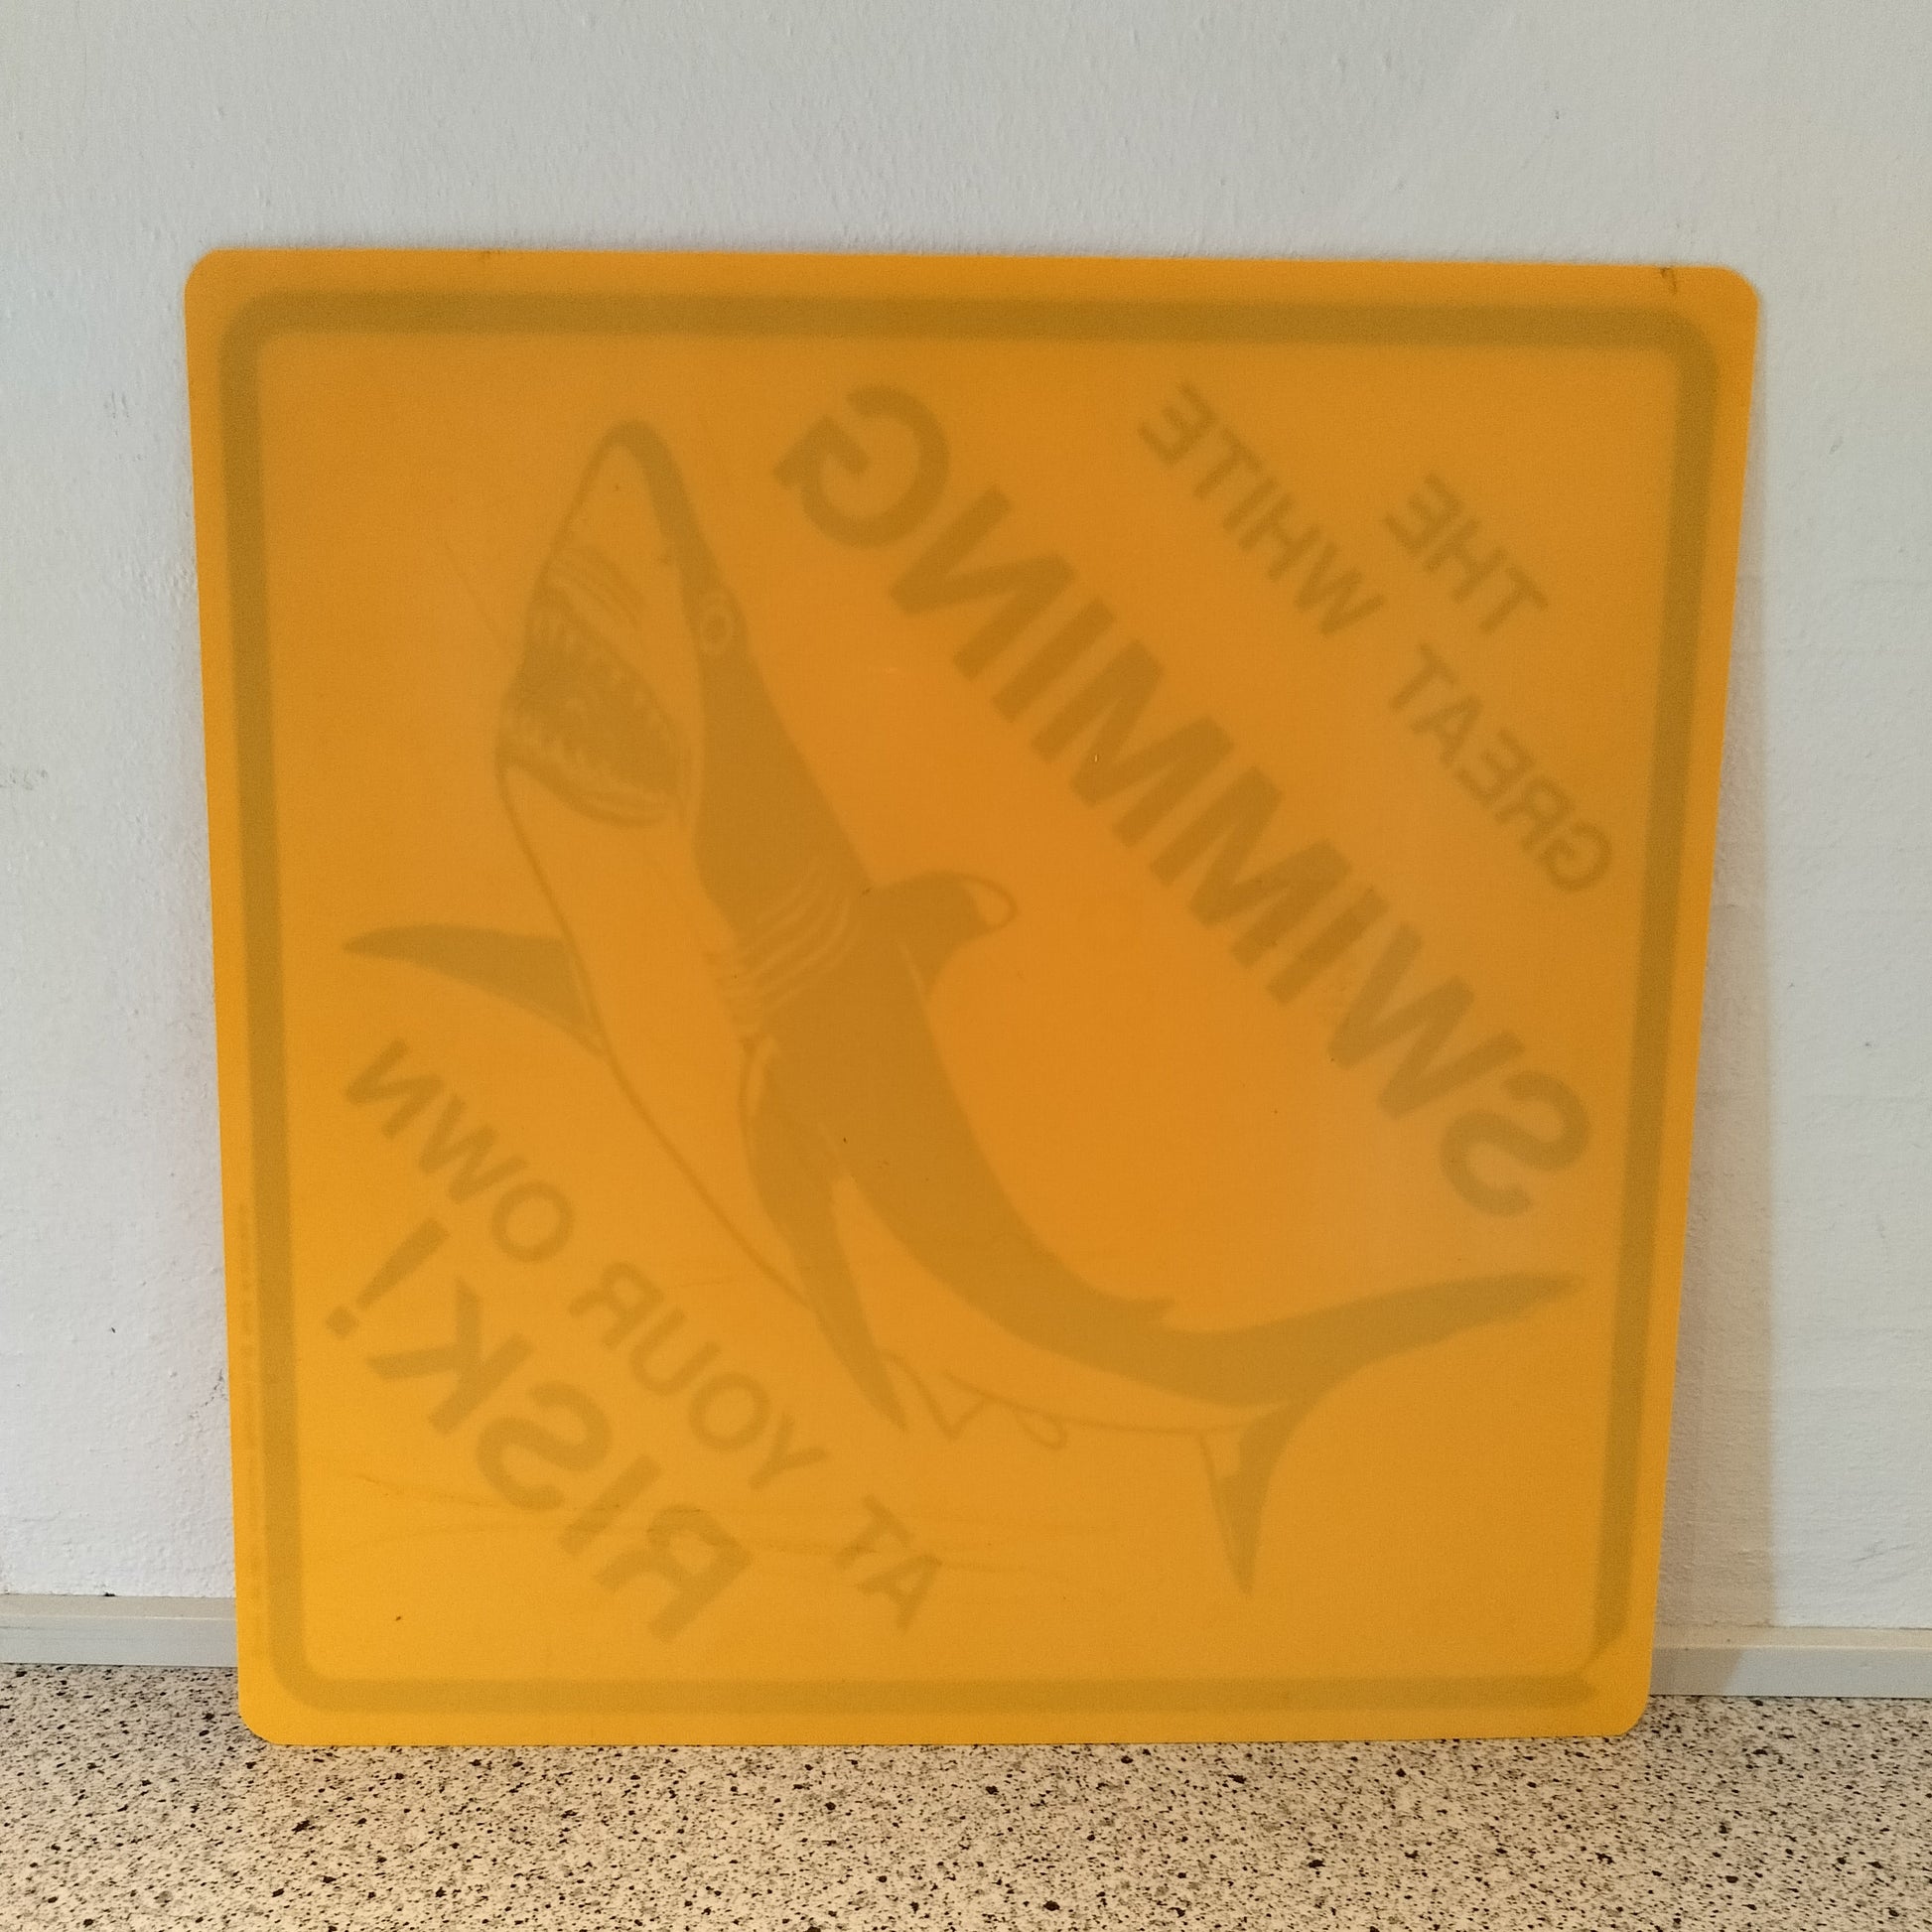 THE
GREAT WHITE
SWIMMING
AT YOUR OWN
RISK!